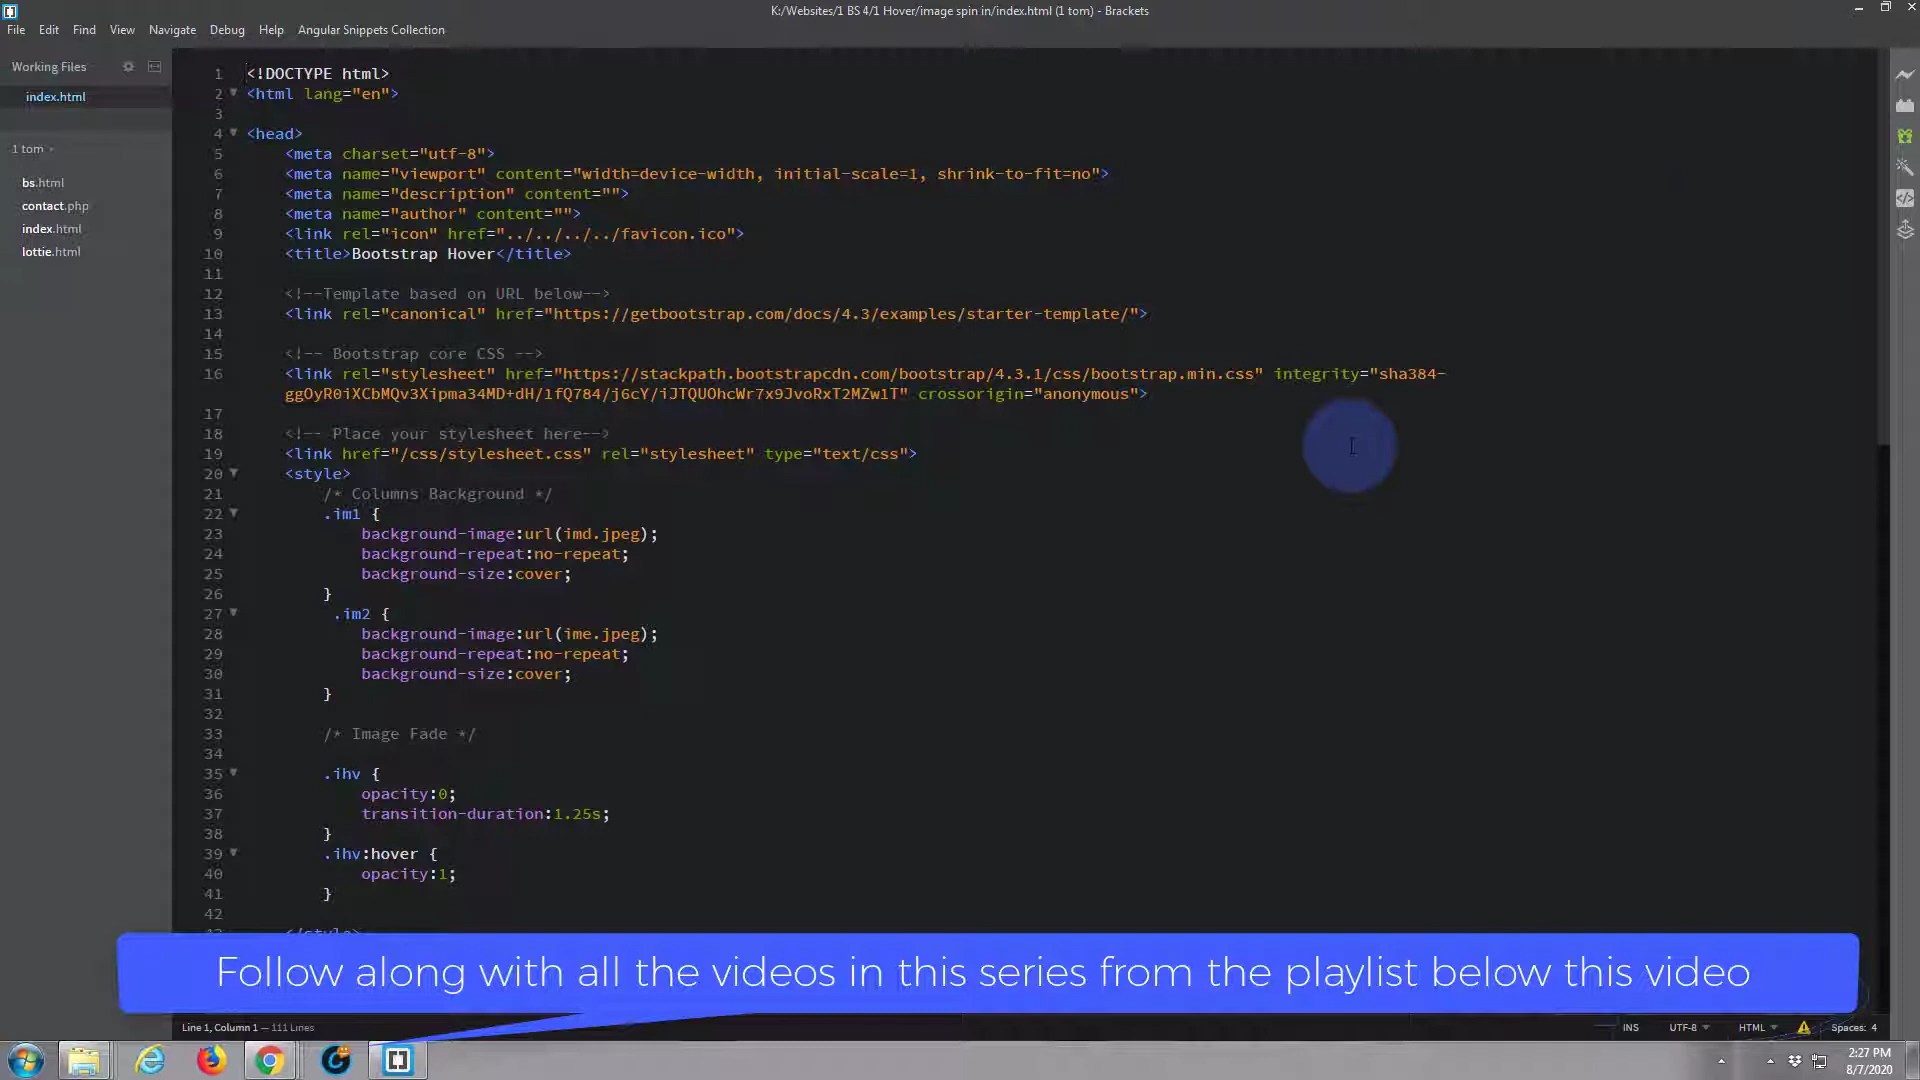 K:/Websites/1 BS 4/1 Hover/image spin in/index.html (1 tom) - Brackets
File Edit Find View Navigate Debug Help Angular Snippets Collection
Working Files
index.html
1 tom
bs.html
contact.php
index.html
lottie.html
1 <!DOCTYPE html>
2 <html lang="en">
3
4 <head>
5 <meta charset="utf-8">
6 <meta name="viewport" content="width=device-width, initial-scale=1, shrink-to-fit=no">
7 <meta name="description" content="">
8 <meta name="author" content="">
9 <link rel="icon" href="../../../../favicon.ico">
10 <title>Bootstrap Hover</title>
11
12 <!--Template based on URL below-->
13 <link rel="canonical" href="https://getbootstrap.com/docs/4.3/examples/starter-template/">
14
15 <!-- Bootstrap core CSS -->
16 <link rel="stylesheet" href="https://stackpath.bootstrapcdn.com/bootstrap/4.3.1/css/bootstrap.min.css" integrity="sha384-
ggOyR0iXCbMQv3Xipma34MD+dH/1fQ784/j6cY/iJTQUOhcWr7x9JvoRxT2MZw1T" crossorigin="anonymous">
17
18 <!-- Place your stylesheet here-->
19 <link href="/css/stylesheet.css" rel="stylesheet" type="text/css">
20 <style>
21 /* Columns Background */
22 .im1 {
23 background-image:url(imd.jpeg);
24 background-repeat:no-repeat;
25 background-size:cover;
26 }
27 .im2 {
28 background-image:url(ime.jpeg);
29 background-repeat:no-repeat;
30 background-size:cover;
31 }
32
33 /* Image Fade */
34
35 .ihv {
36 opacity:0;
37 transition-duration:1.25s;
38 }
39 .ihv:hover {
40 opacity:1;
41 }
42
</style>
Follow along with all the videos in this series from the playlist below this video
Line 1, Column 1 — 111 Lines
INS UTF-8 HTML Spaces: 4
2:27 PM
8/7/2020